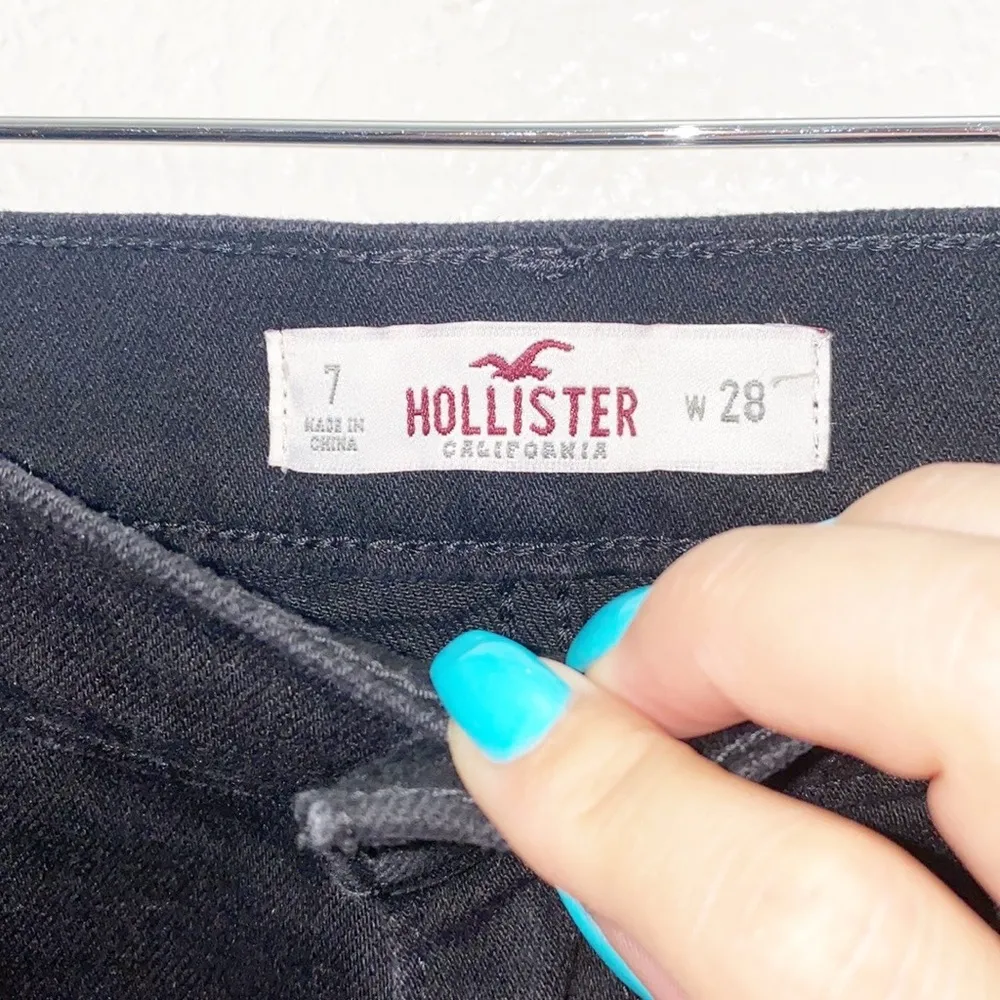 7
MADE IN
CHINA
HOLLISTER
CALIFORNIA
W 28